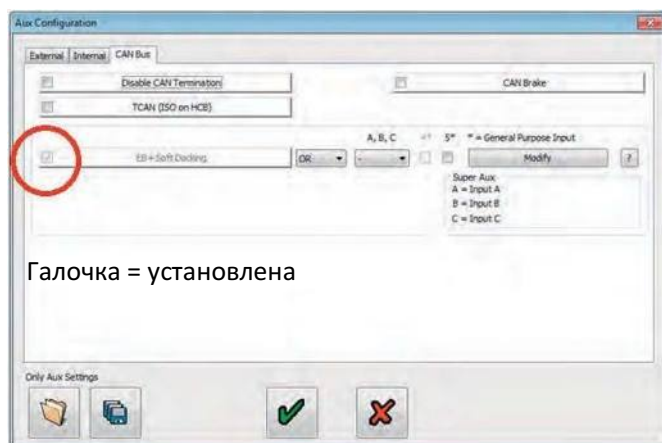 Aux Configuration
External Internal CAN Bus
Disable CAN Termination CAN Brake
TCAN (ISO on HCB)
A, B, C 5* * = General Purpose Input
EB + Soft Docking OR - Modify ?
Super Aux
A = Input A
B = Input B
C = Input C
Галочка = установлена
Only Aux Settings